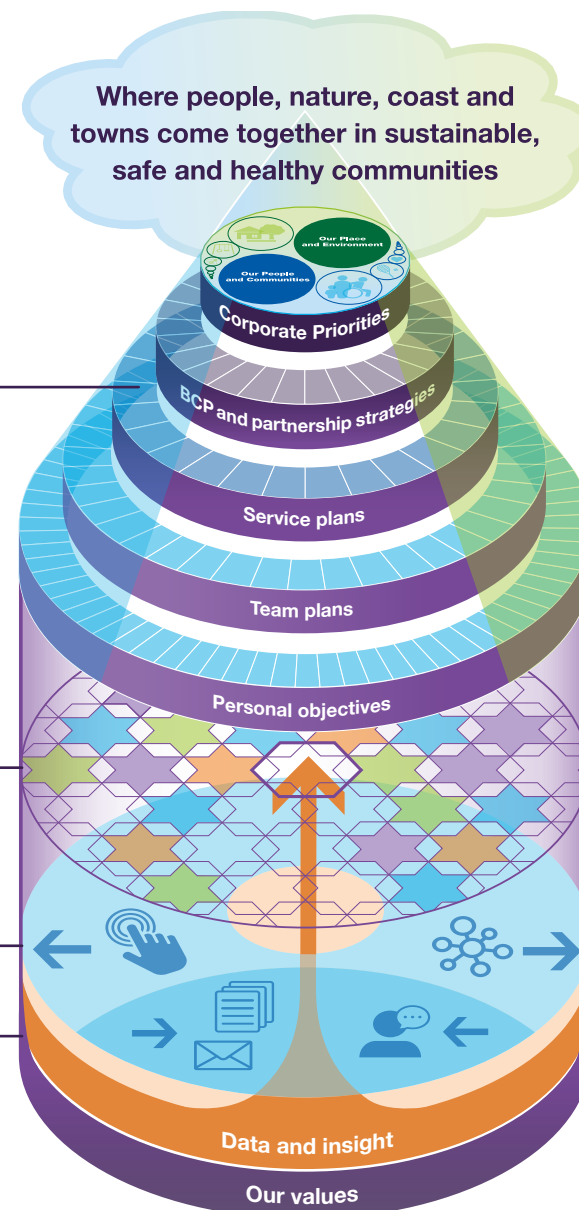 Where people, nature, coast and
towns come together in sustainable,
safe and healthy communities
Our Place
and Environment
Our People
and Communities
Corporate Priorities
BCP and partnership strategies
Service plans
Team plans
Personal objectives
Data and insight
Our values